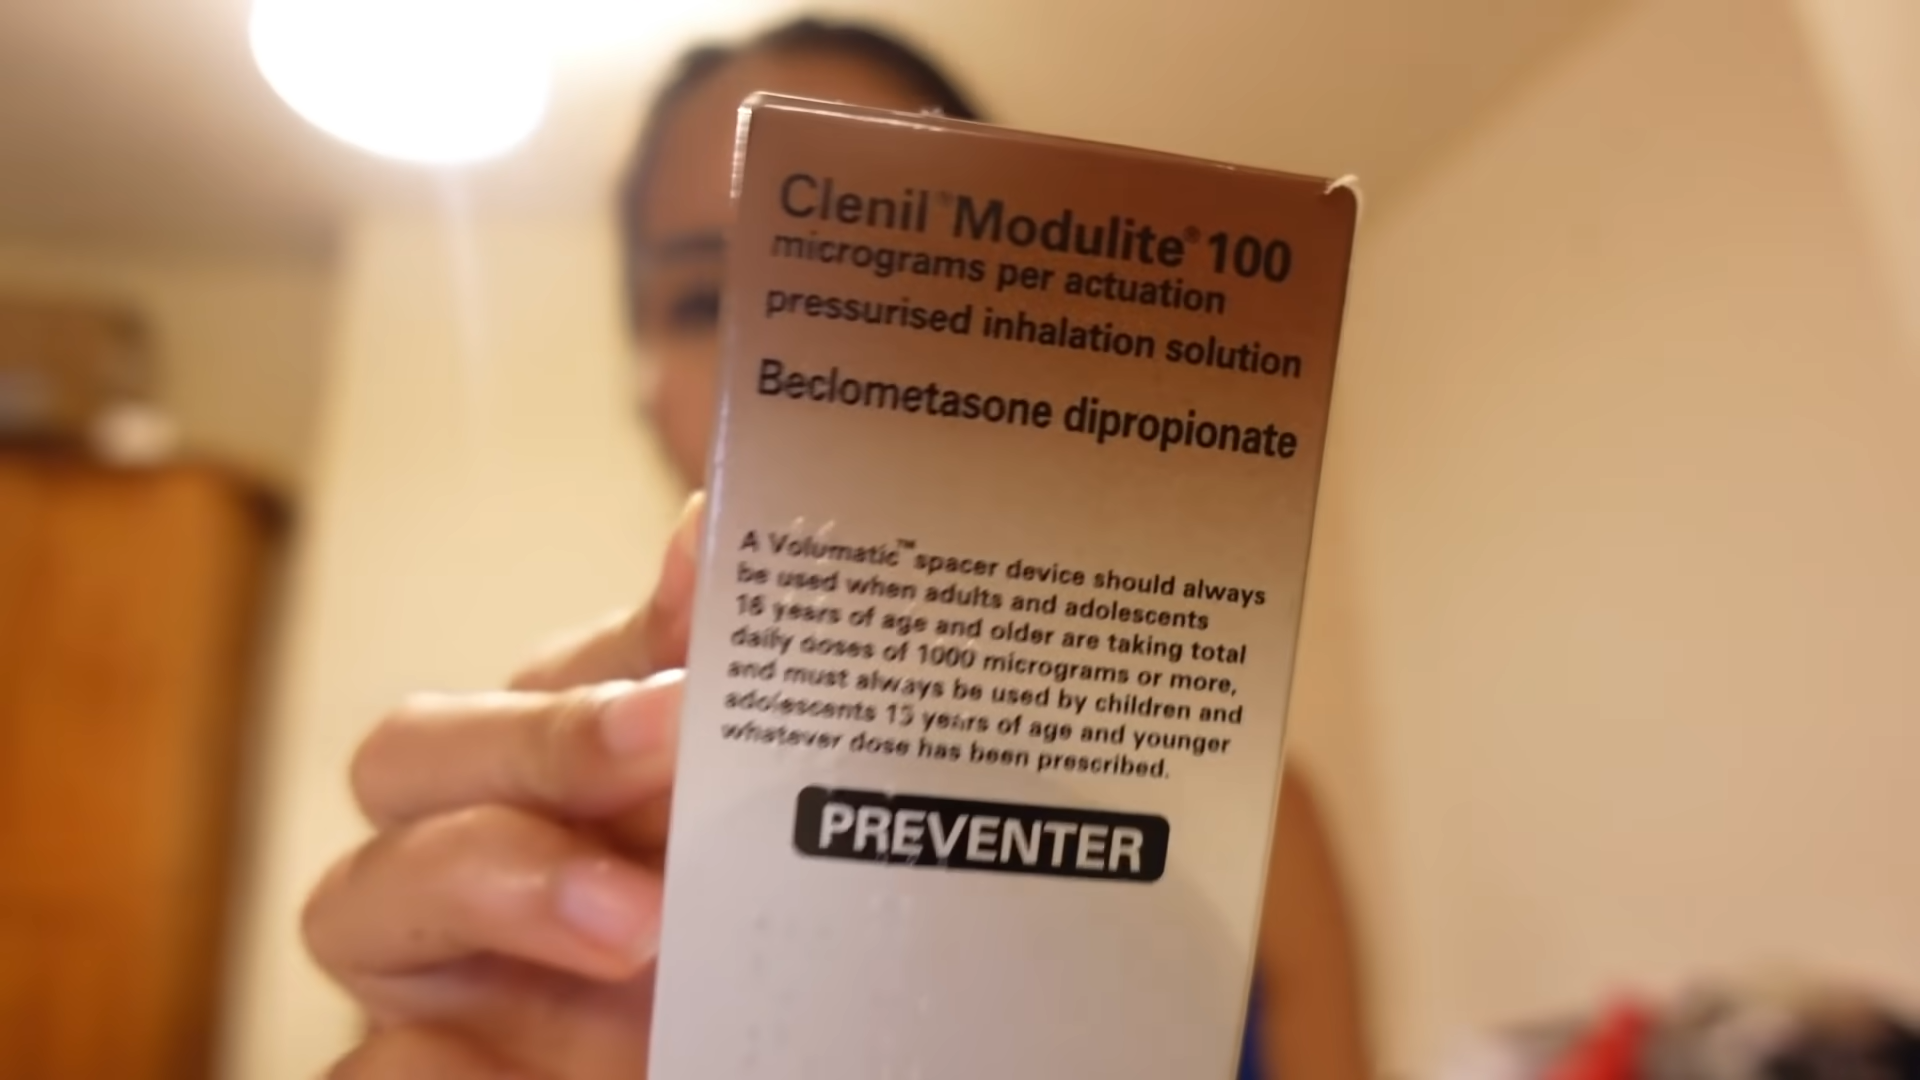 Clenil™ Modulite® 100
micrograms per actuation
pressurised inhalation solution
Beclometasone dipropionate
A Volumatic™ spacer device should always
be used when adults and adolescents
16 years of age and older are taking total
daily doses of 1000 micrograms or more,
and must always be used by children and
adolescents 15 years of age and younger
whatever dose has been prescribed.
PREVENTER